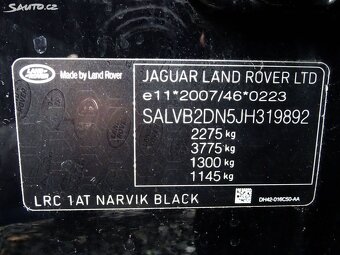 Sauto.cz
LAND ROVER
Made by Land Rover
JAGUAR LAND ROVER LTD
e11*2007/46*0223
SALVB2DN5JH319892
2275 kg
3775 kg
1300 kg
1145 kg
LRC 1AT NARVIK BLACK
DH42-016C50-AA